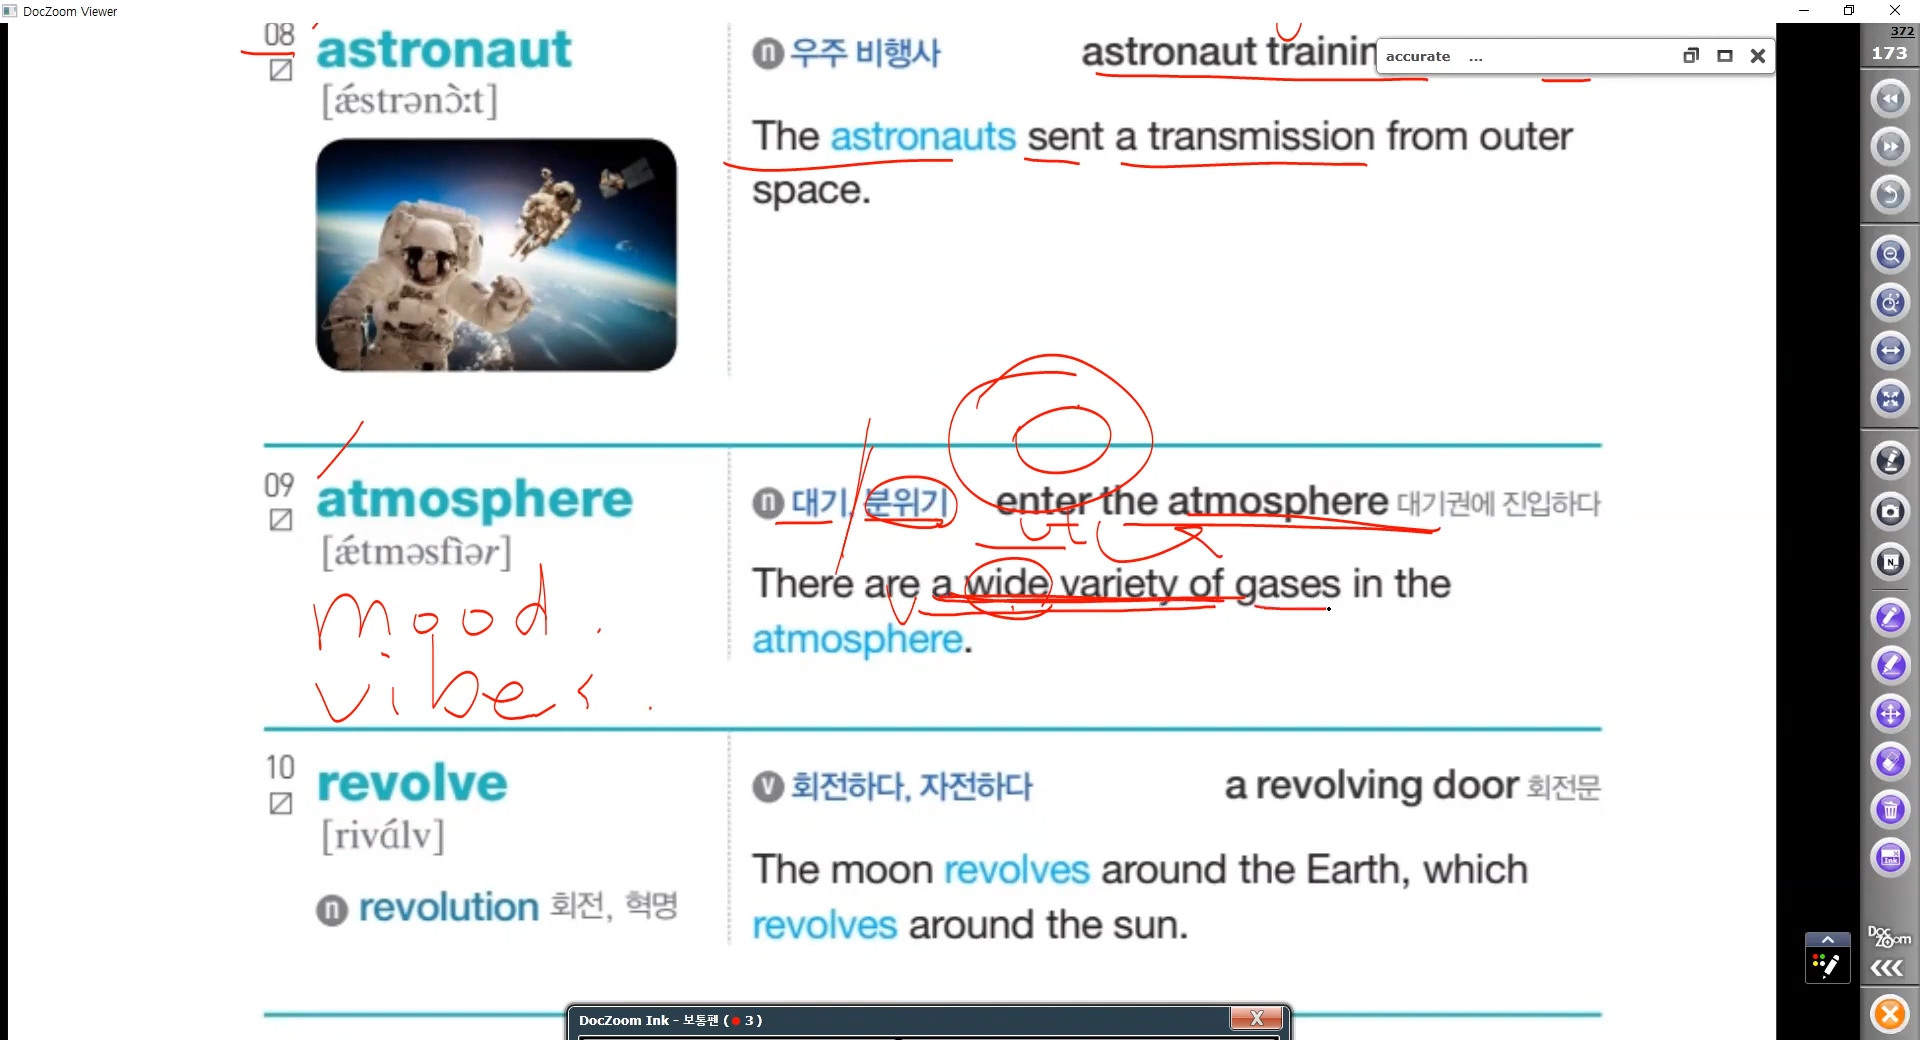 DocZoom Viewer
08 astronaut
[ǽstrənɔ̀ːt]
n 우주 비행사 astronaut trainin
accurate ...
372
173
The astronauts sent a transmission from outer
space.
09 atmosphere
[ǽtməsfìər]
n 대기, 분위기 enter the atmosphere 대기권에 진입하다
There are a wide variety of gases in the
atmosphere.
mood.
vibes.
10 revolve
[riválv]
n revolution 회전, 혁명
v 회전하다, 자전하다 a revolving door 회전문
The moon revolves around the Earth, which
revolves around the sun.
Doc
Zoom
DocZoom Ink - 보통펜 ( 3 )